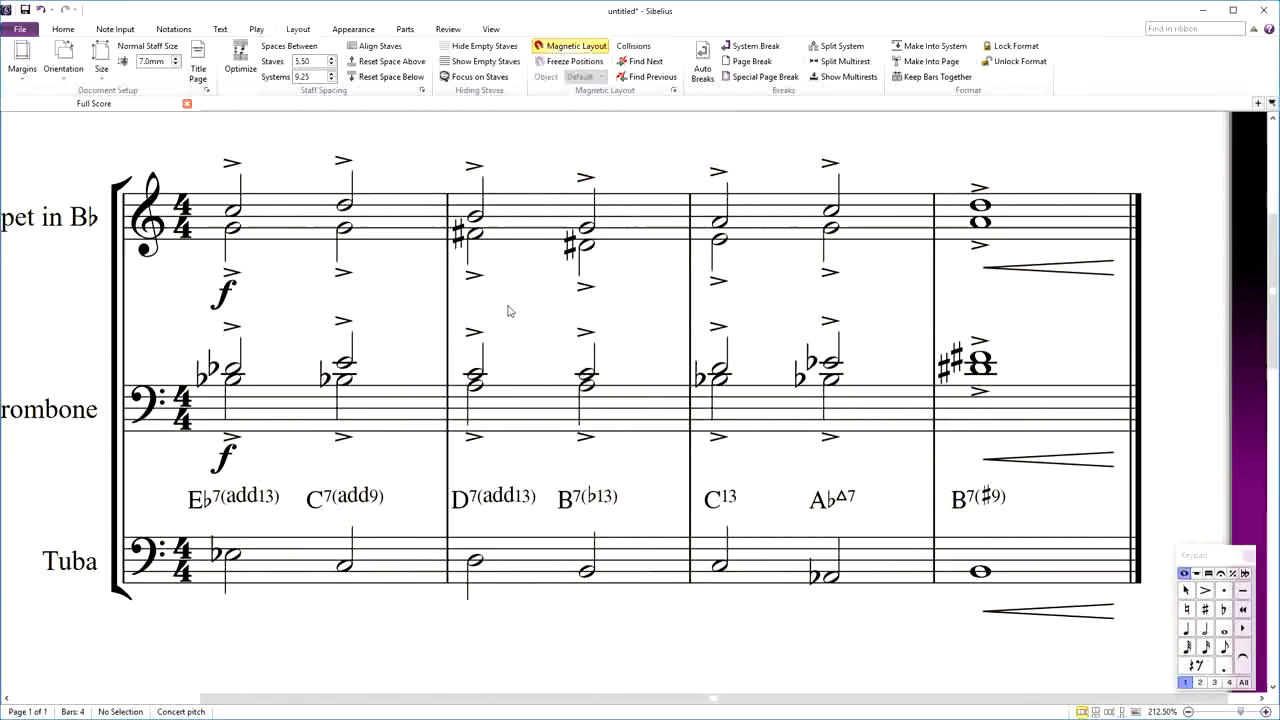 untitled* - Sibelius
File Home Note Input Notations Text Play Layout Appearance Parts Review View Find in ribbon
Margins Orientation Size Normal Staff Size 7.0mm Title Page Document Setup
Optimize Spaces Between Staves 5.50 Systems 9.25 Align Staves Reset Space Above Reset Space Below Staff Spacing
Hide Empty Staves Show Empty Staves Focus on Staves Hiding Staves
Magnetic Layout Freeze Positions Object Default Collisions Find Next Find Previous Magnetic Layout
Auto Breaks System Break Page Break Special Page Break Split System Split Multirest Show Multirests Breaks
Make Into System Make Into Page Keep Bars Together Lock Format Unlock Format Format
Full Score
pet in B♭
f
rombone
f
E♭7(add13) C7(add9) D7(add13) B7(♭13) C13 A♭△7 B7(♯9)
Tuba
Keypad
1 2 3 4 All
Page 1 of 1 Bars: 4 No Selection Concert pitch 212.50%